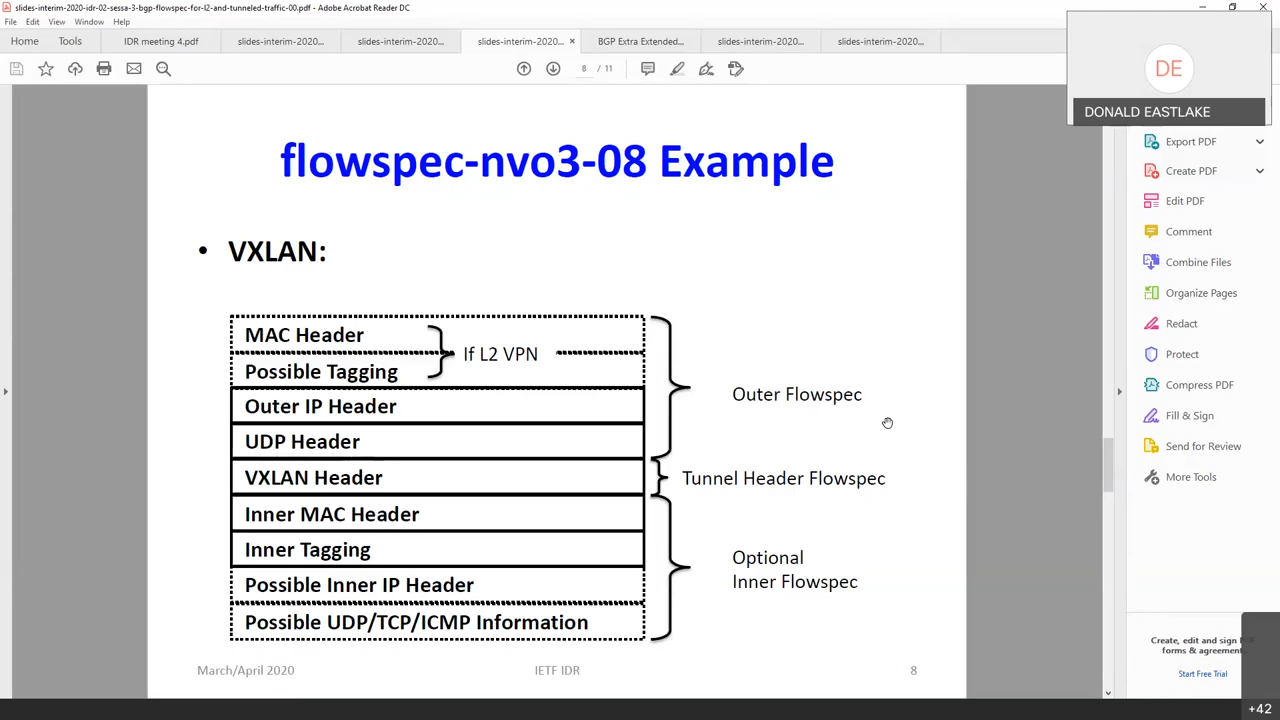 slides-interim-2020-idr-02-sessa-3-bgp-flowspec-for-l2-and-tunneled-traffic-00.pdf - Adobe Acrobat Reader DC
File Edit View Window Help
Home Tools IDR meeting 4.pdf slides-interim-2020... slides-interim-2020... slides-interim-2020... × BGP Extra Extended... slides-interim-2020... slides-interim-2020...
8 / 11
DE
DONALD EASTLAKE
Export PDF
Create PDF
Edit PDF
Comment
Combine Files
Organize Pages
Redact
Protect
Compress PDF
Fill & Sign
Send for Review
More Tools
flowspec-nvo3-08 Example
• VXLAN:
MAC Header
If L2 VPN
Possible Tagging
Outer IP Header
UDP Header
Outer Flowspec
VXLAN Header
Tunnel Header Flowspec
Inner MAC Header
Inner Tagging
Possible Inner IP Header
Possible UDP/TCP/ICMP Information
Optional
Inner Flowspec
March/April 2020 IETF IDR 8
Create, edit and sign
forms & agreements
Start Free Trial
+42